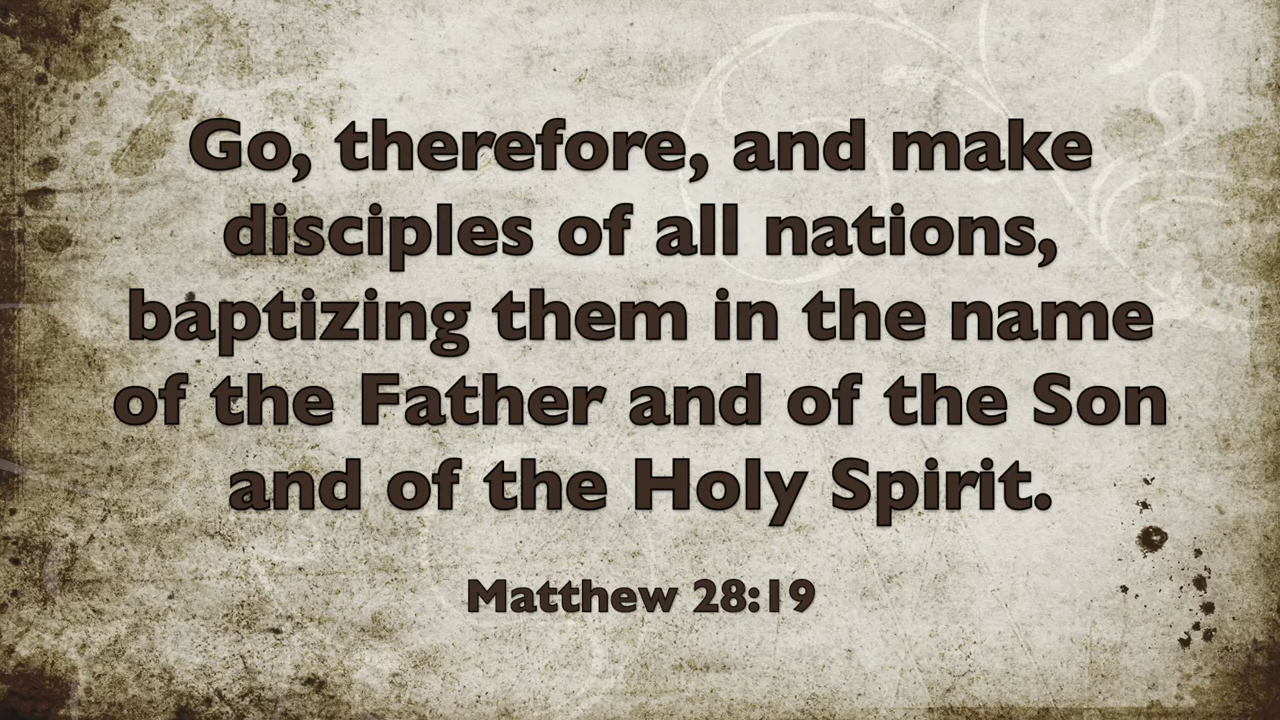 Go, therefore, and make
disciples of all nations,
baptizing them in the name
of the Father and of the Son
and of the Holy Spirit.
Matthew 28:19